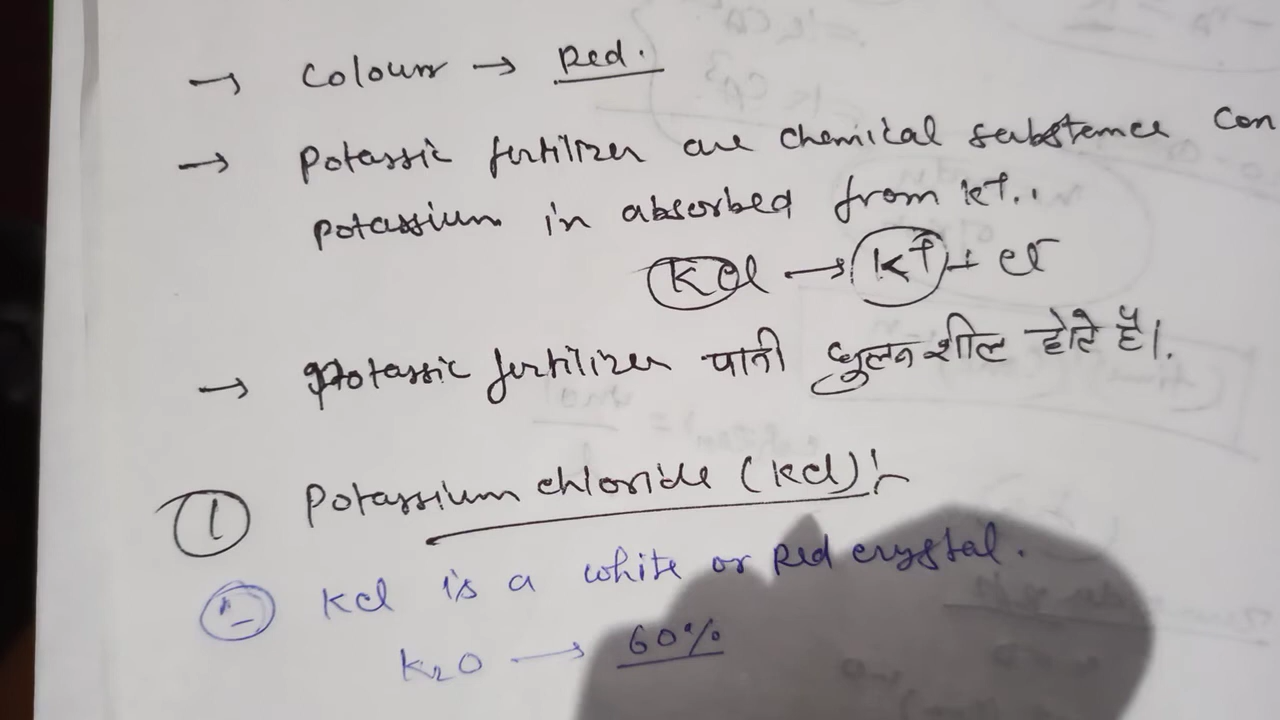 → Colour → Red.
→ Potassic fertilizer are chemical substance con
potassium in absorbed from K+..
KCl → K+ + Cl-
→ Potassic fertilizer पानी घुलनशील होते हैं।.
① Potassium chloride (KCl):-
KCl is a white or Red crystal.
K2O → 60%